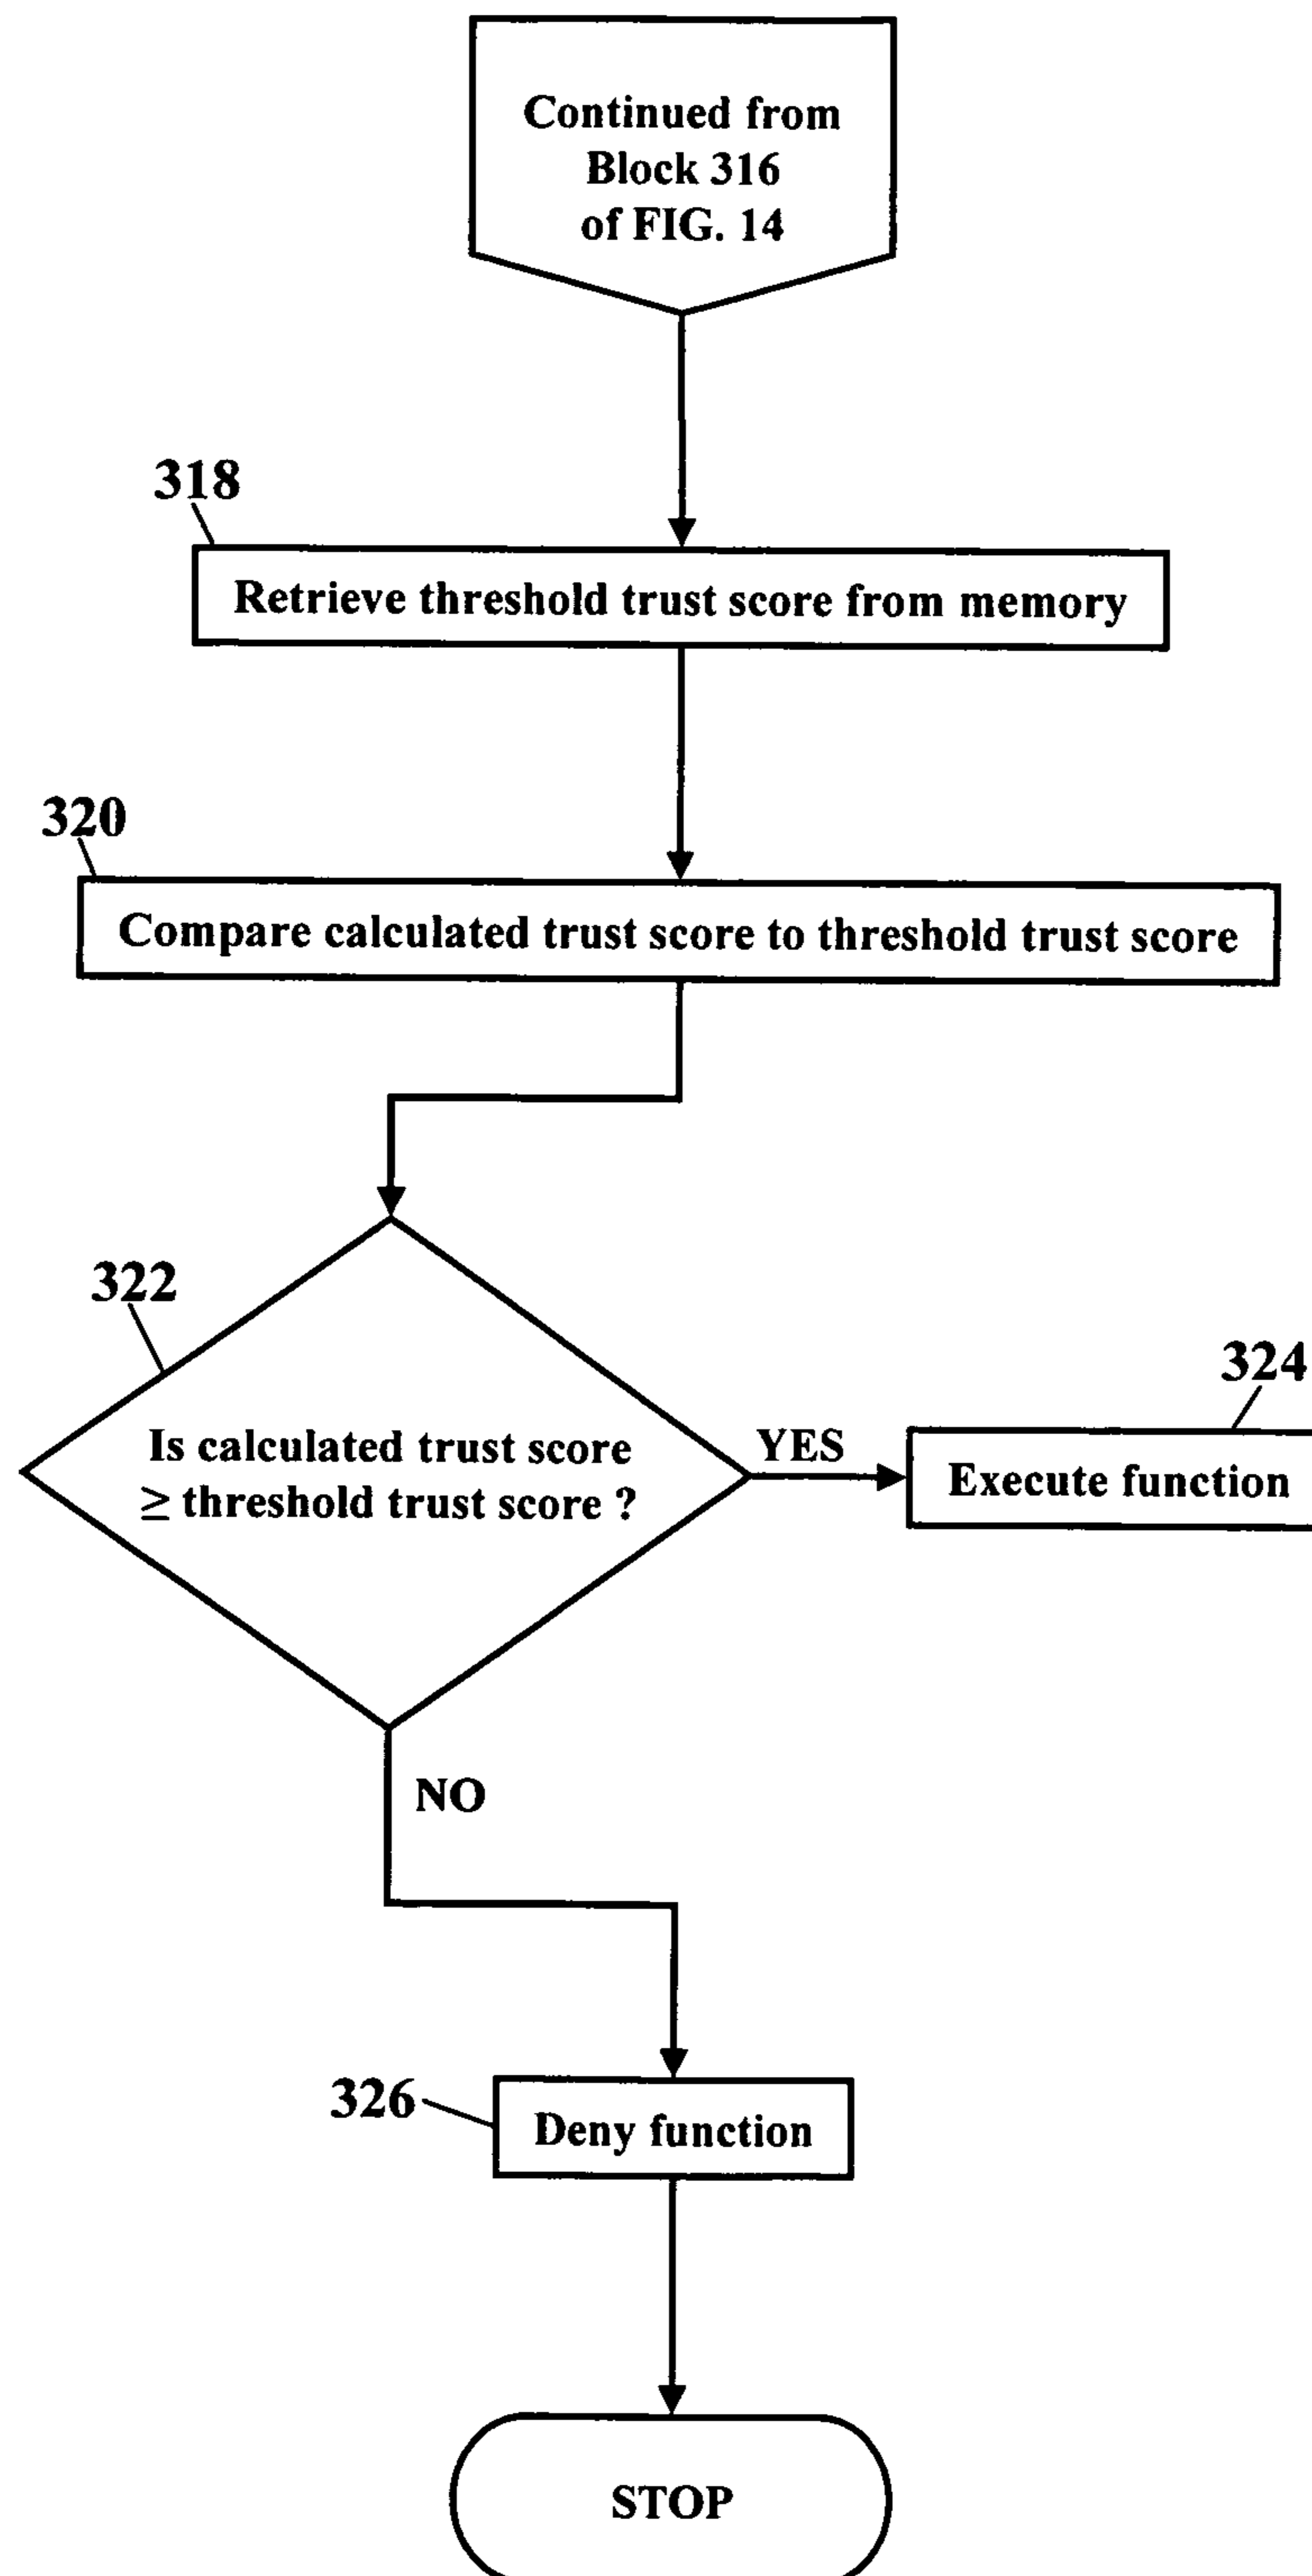 Continued from
Block 316
of FIG. 14
318
Retrieve threshold trust score from memory
320
Compare calculated trust score to threshold trust score
322
Is calculated trust score
≥ threshold trust score ?
YES
324
Execute function
NO
326
Deny function
STOP